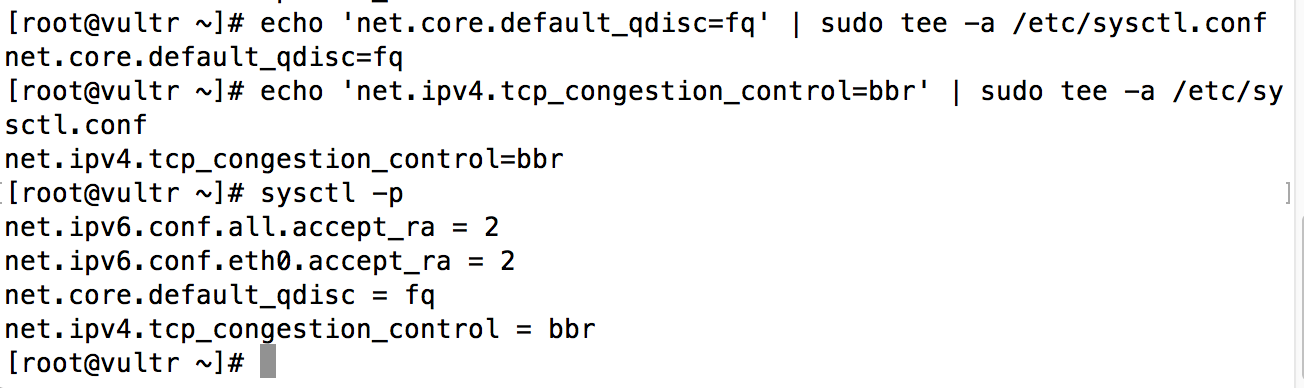 [root@vultr ~]# echo 'net.core.default_qdisc=fq' | sudo tee -a /etc/sysctl.conf
net.core.default_qdisc=fq
[root@vultr ~]# echo 'net.ipv4.tcp_congestion_control=bbr' | sudo tee -a /etc/sy
sctl.conf
net.ipv4.tcp_congestion_control=bbr
[root@vultr ~]# sysctl -p
net.ipv6.conf.all.accept_ra = 2
net.ipv6.conf.eth0.accept_ra = 2
net.core.default_qdisc = fq
net.ipv4.tcp_congestion_control = bbr
[root@vultr ~]#